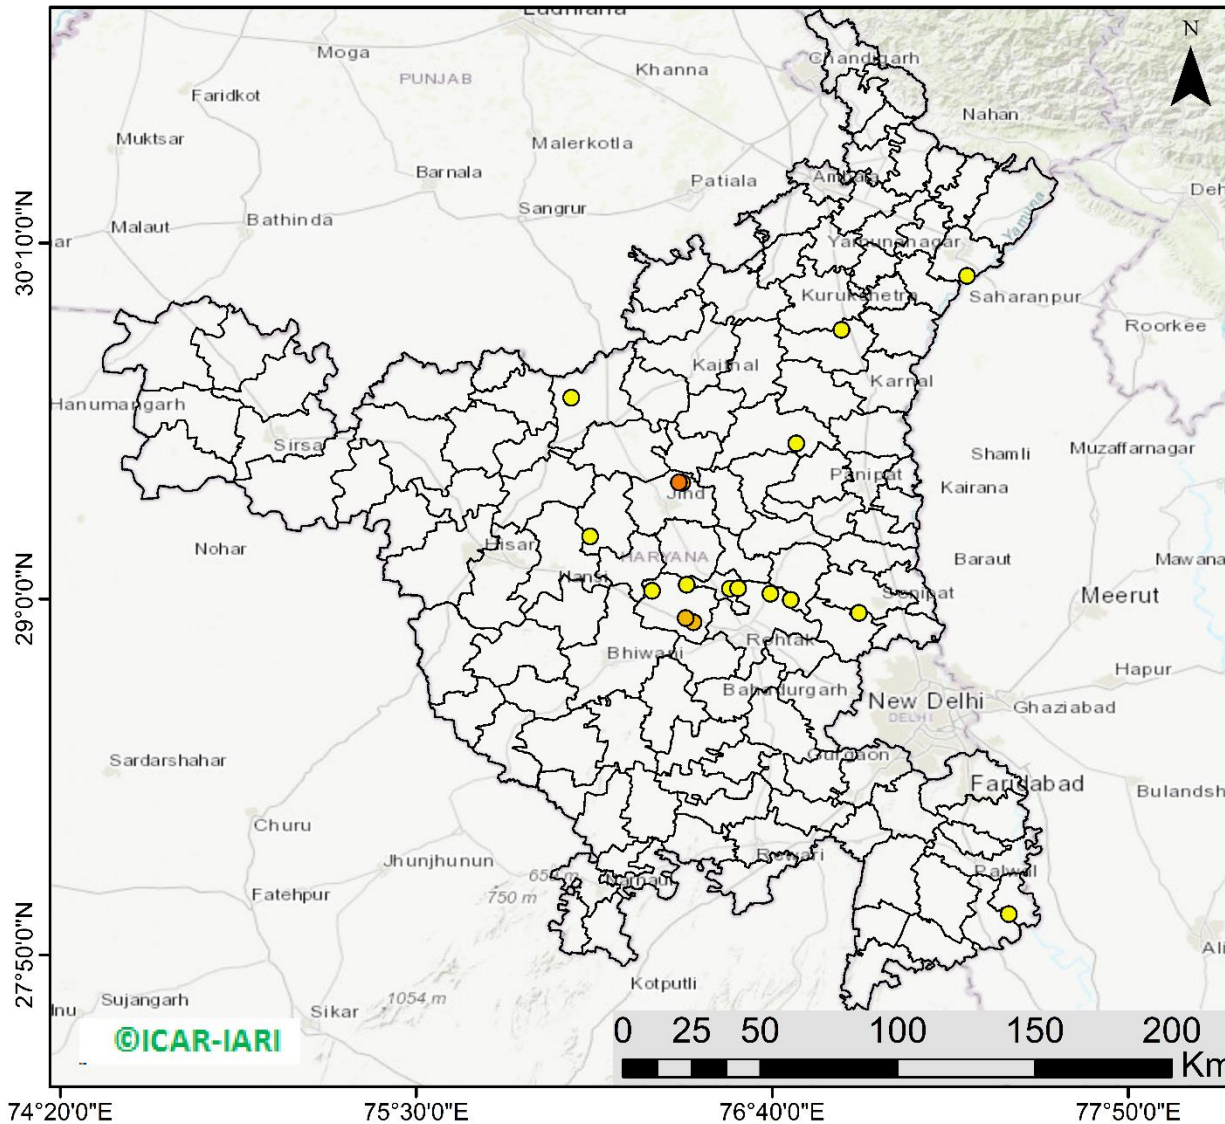 Ludhiana
N
Moga
Chandigarh
Khanna
PUNJAB
Faridkot
Nahan
Muktsar
Malerkotla
Barnala
Patiala
Ambala
Sangrur
Yamuna
Malaut
Bathinda
30°10'0"N
Yamunanagar
Kurukshetra
Saharanpur
Roorkee
Kaithal
Karnal
Hanumangarh
Sirsa
Muzaffarnagar
Shamli
Panipat
Kairana
Jind
Nohar
Hisar
HARYANA
Baraut
Mawana
Hansi
29°0'0"N
Sonipat
Meerut
Rohtak
Bhiwani
Hapur
Bahadurgarh
New Delhi
DELHI
Ghaziabad
Sardarshahar
Gurgaon
Faridabad
Bulandsh
Churu
Jhunjhunun
Rewari
Narnaul
Palwal
Fatehpur
750 m
27°50'0"N
Kotputli
Sujangarh
1054 m
Sikar
©ICAR-IARI
0 25 50 100 150 200
Km
74°20'0"E 75°30'0"E 76°40'0"E 77°50'0"E